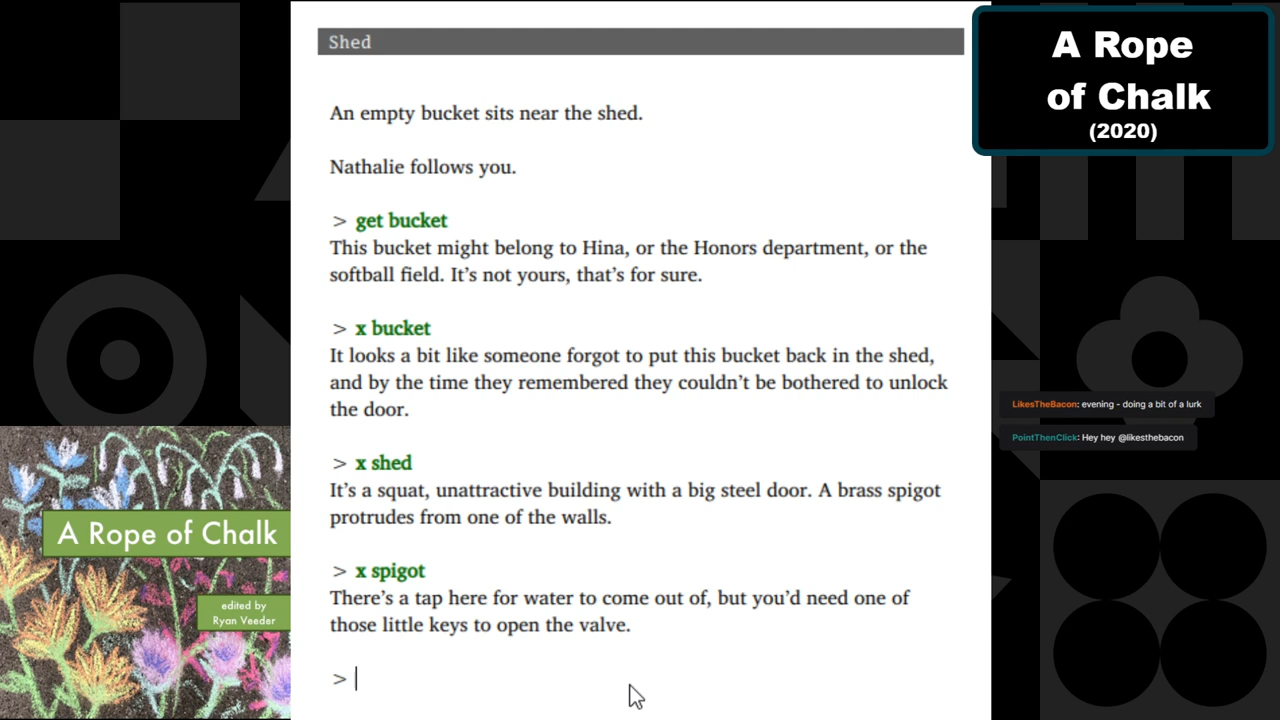 Shed
An empty bucket sits near the shed.
Nathalie follows you.
> get bucket
This bucket might belong to Hina, or the Honors department, or the
softball field. It’s not yours, that’s for sure.
> x bucket
It looks a bit like someone forgot to put this bucket back in the shed,
and by the time they remembered they couldn’t be bothered to unlock
the door.
> x shed
It’s a squat, unattractive building with a big steel door. A brass spigot
protrudes from one of the walls.
> x spigot
There’s a tap here for water to come out of, but you’d need one of
those little keys to open the valve.
>
A Rope
of Chalk
(2020)
LikesTheBacon: evening - doing a bit of a lurk
PointThenClick: Hey hey @likesthebacon
A Rope of Chalk
edited by
Ryan Veeder